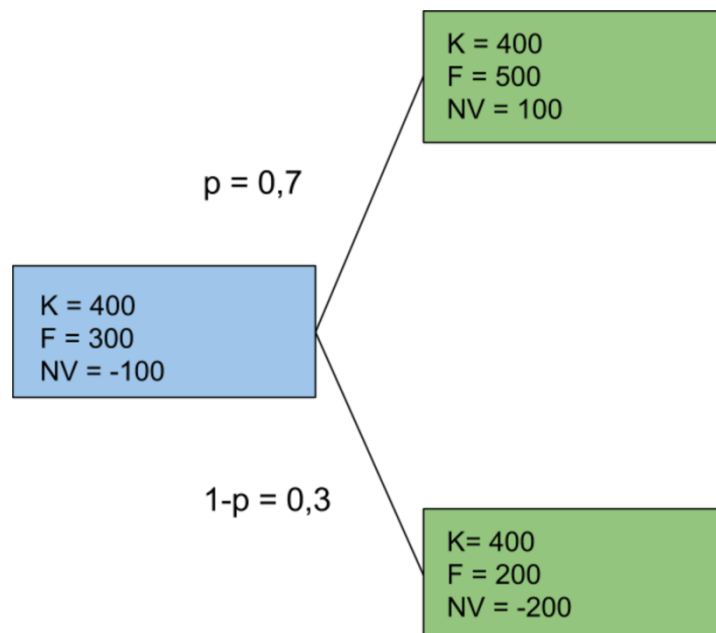 K = 400
F = 500
NV = 100
p = 0,7
K = 400
F = 300
NV = -100
1-p = 0,3
K= 400
F = 200
NV = -200